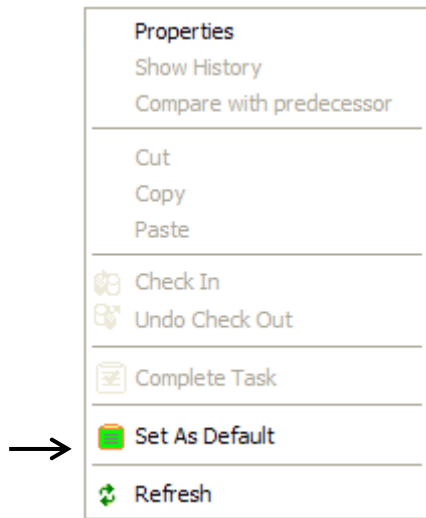 Properties
Show History
Compare with predecessor
Cut
Copy
Paste
Check In
Undo Check Out
Complete Task
Set As Default
Refresh